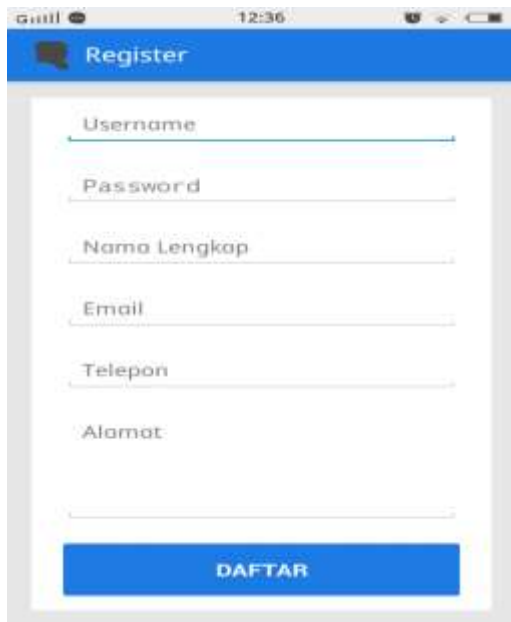 12:36
Register
Username
Password
Nama Lengkap
Email
Telepon
Alamat
DAFTAR